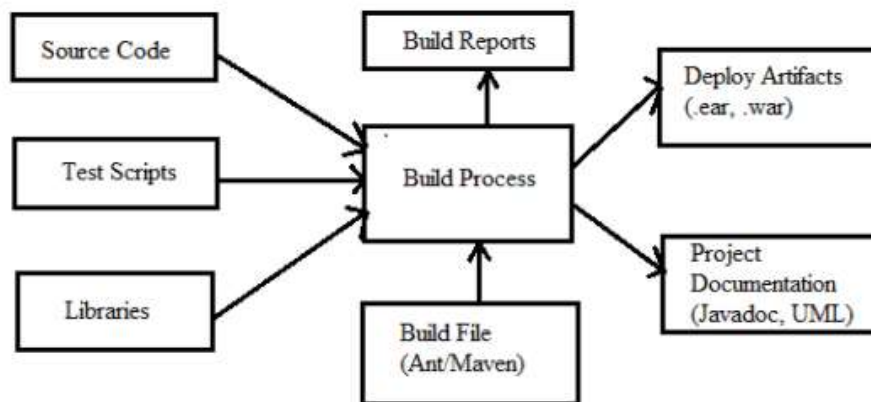 Source Code
Build Reports
Deploy Artifacts
(.ear, .war)
Test Scripts
Build Process
Libraries
Build File
(Ant/Maven)
Project
Documentation
(Javadoc, UML)